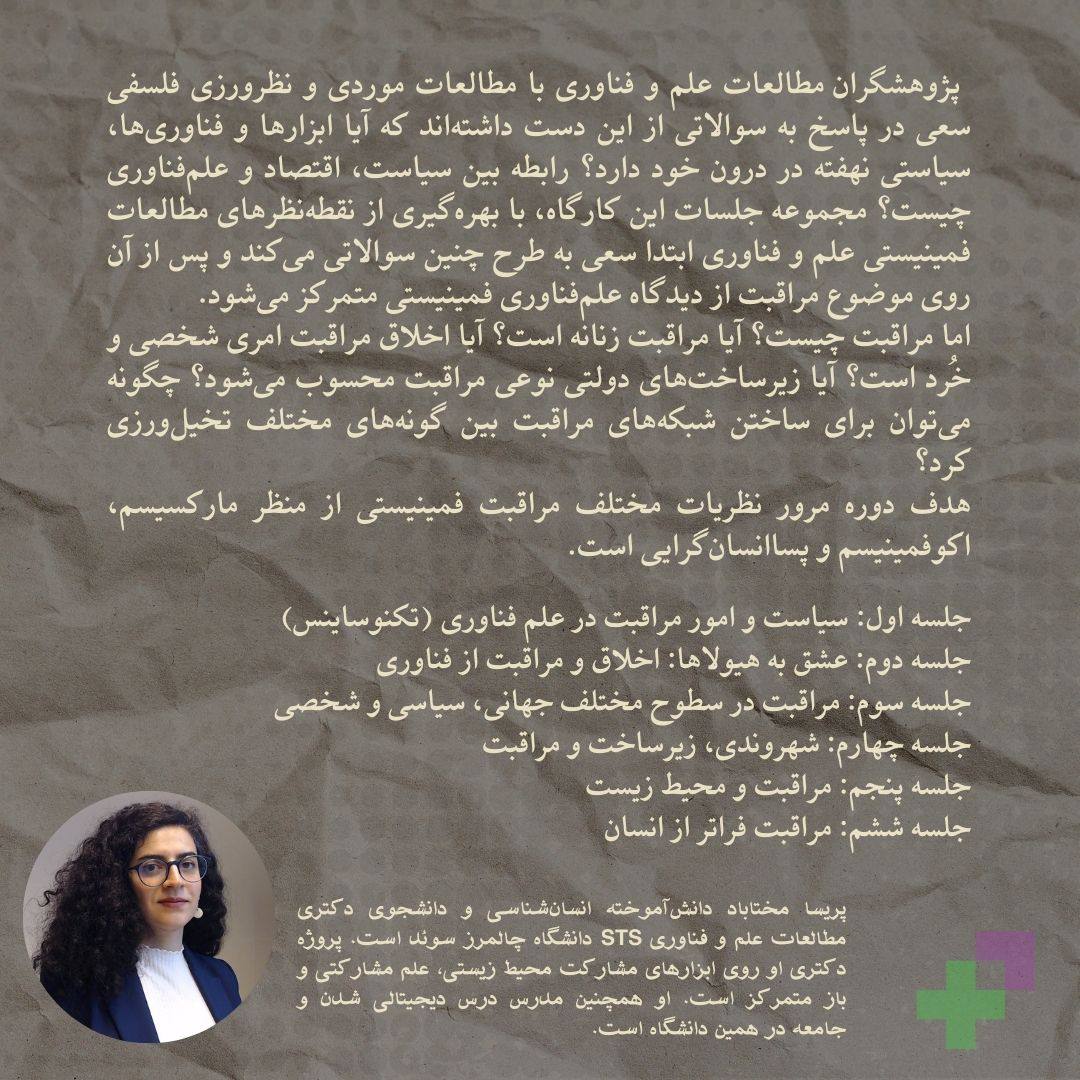 پژوهشگران مطالعات علم و فناوری با مطالعات موردی و نظرورزی فلسفی
سعی در پاسخ به سوالاتی از این دست داشته‌اند که آیا ابزارها و فناوری‌ها،
سیاستی نهفته در درون خود دارد؟ رابطه بین سیاست، اقتصاد و علم‌فناوری
چیست؟ مجموعه جلسات این کارگاه، با بهره‌گیری از نقطه‌نظرهای مطالعات
فمینیستی علم و فناوری ابتدا سعی به طرح چنین سوالاتی می‌کند و پس از آن
روی موضوع مراقبت از دیدگاه علم‌فناوری فمینیستی متمرکز می‌شود.
اما مراقبت چیست؟ آیا مراقبت زنانه است؟ آیا اخلاق مراقبت امری شخصی و
خُرد است؟ آیا زیرساخت‌های دولتی نوعی مراقبت محسوب می‌شود؟ چگونه
می‌توان برای ساختن شبکه‌های مراقبت بین گونه‌های مختلف تخیل‌ورزی
کرد؟
هدف دوره مرور نظریات مختلف مراقبت فمینیستی از منظر مارکسیسم،
اکوفمینیسم و پساانسان‌گرایی است.
جلسه اول: سیاست و امور مراقبت در علم فناوری (تکنوساینس)
جلسه دوم: عشق به هیولاها: اخلاق و مراقبت از فناوری
جلسه سوم: مراقبت در سطوح مختلف جهانی، سیاسی و شخصی
جلسه چهارم: شهروندی، زیرساخت و مراقبت
جلسه پنجم: مراقبت و محیط زیست
جلسه ششم: مراقبت فراتر از انسان
پریسا مختاباد دانش‌آموخته انسان‌شناسی و دانشجوی دکتری
مطالعات علم و فناوری STS دانشگاه چالمرز سوئد است. پروژه
دکتری او روی ابزارهای مشارکت محیط زیستی، علم مشارکتی و
باز متمرکز است. او همچنین مدرس درس دیجیتالی شدن و
جامعه در همین دانشگاه است.